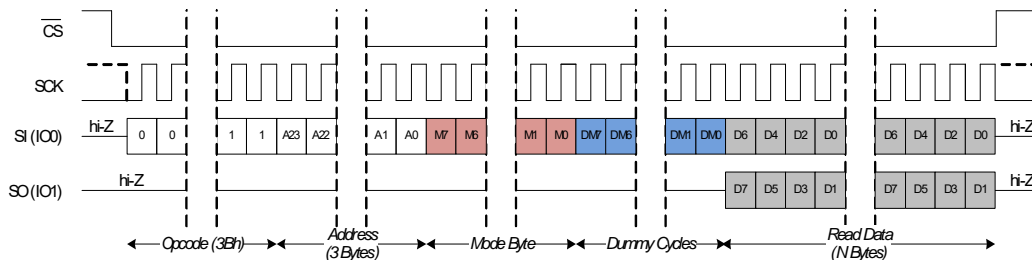 CS
SCK
SI (IO0) hi-Z 0 0 1 1 A23 A22 A1 A0 M7 M6 M1 M0 DM7 DM6 DM1 DM0 D6 D4 D2 D0 D6 D4 D2 D0 hi-Z
SO (IO1) hi-Z D7 D5 D3 D1 D7 D5 D3 D1 hi-Z
Opcode (3Bh) Address Mode Byte Dummy Cycles Read Data
(3 Bytes) (N Bytes)